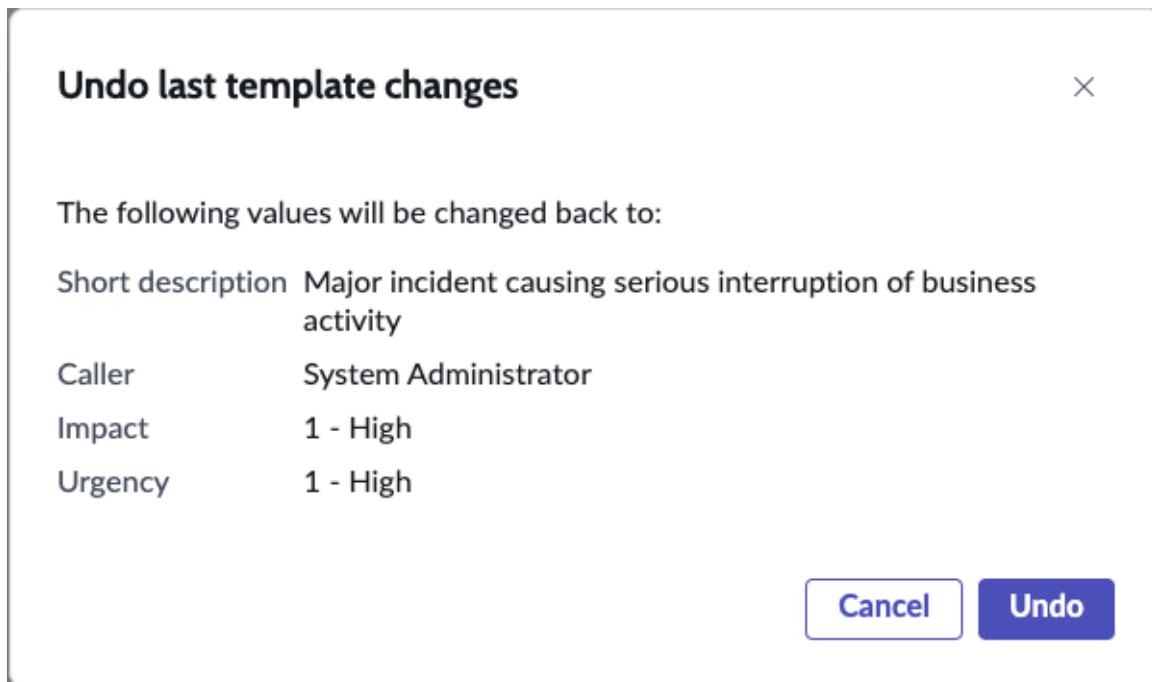 Undo last template changes
The following values will be changed back to:
Short description Major incident causing serious interruption of business
activity
Caller System Administrator
Impact 1 - High
Urgency 1 - High
Cancel Undo